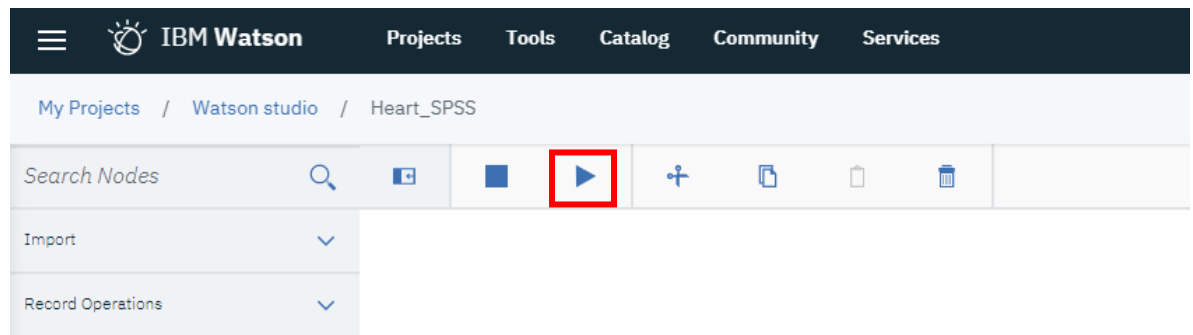 IBM Watson Projects Tools Catalog Community Services
My Projects / Watson studio / Heart_SPSS
Search Nodes
Import
Record Operations